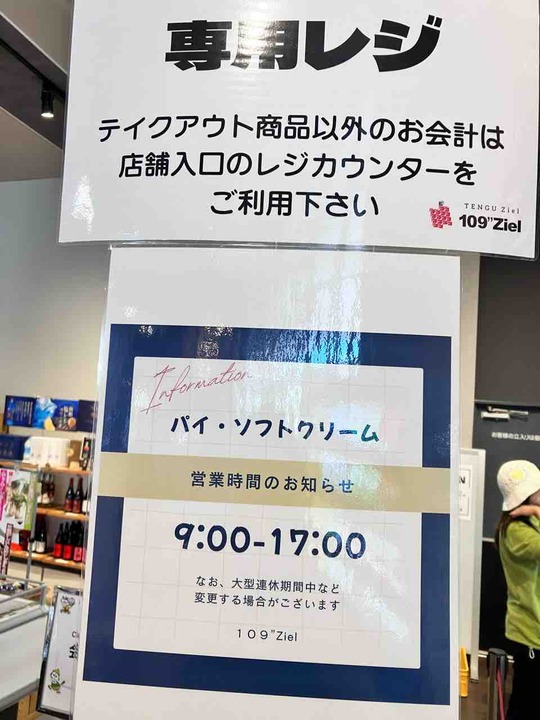 専用レジ
テイクアウト商品以外のお会計は
店舗入口のレジカウンターを
ご利用下さい
TENGU Ziel
109"Ziel
Information
パイ・ソフトクリーム
営業時間のお知らせ
9:00-17:00
なお、大型連休期間中など
変更する場合がございます
109"Ziel